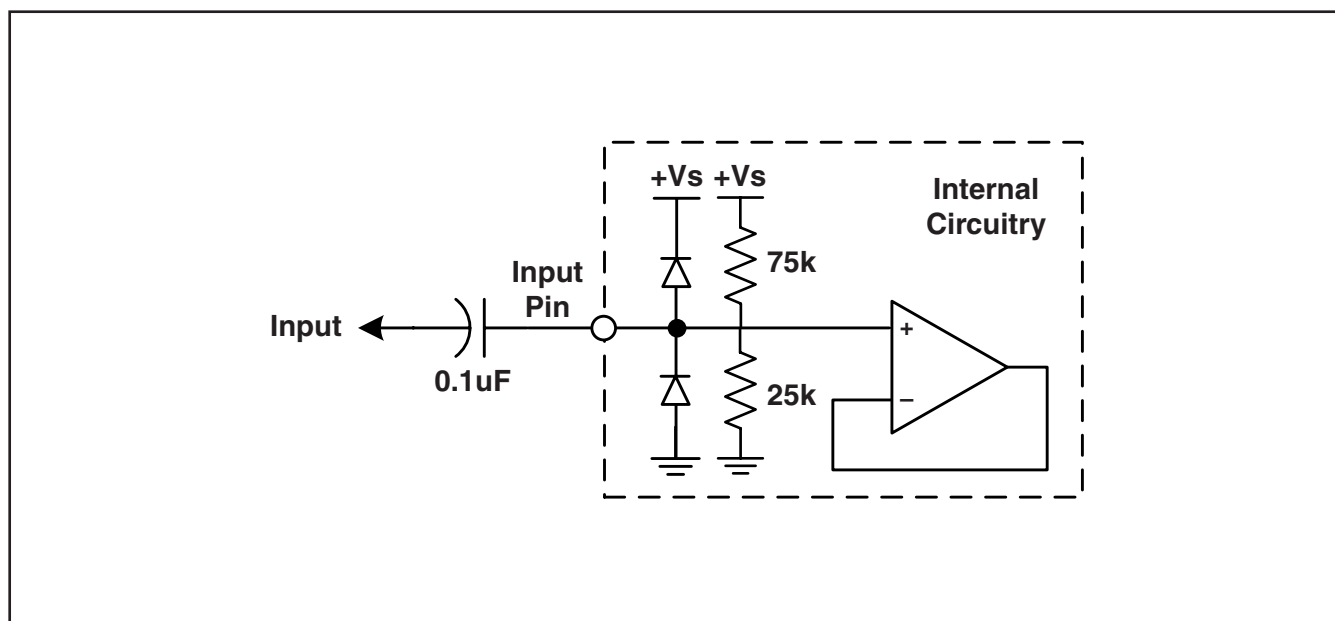 +Vs +Vs
Internal
Circuitry
75k
Input
Pin
Input
0.1uF
+
25k
–